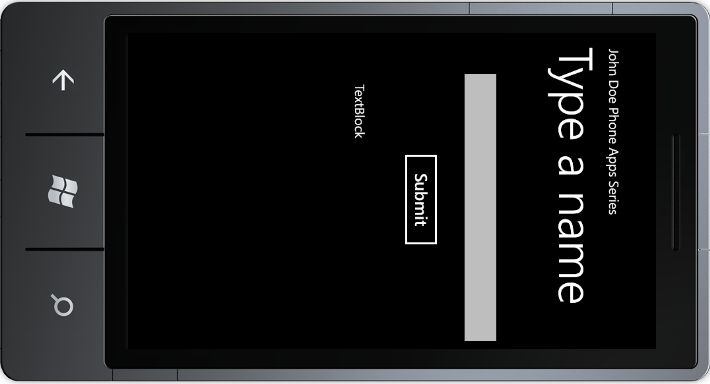 John Doe Phone Apps Series
Type a name
Submit
TextBlock